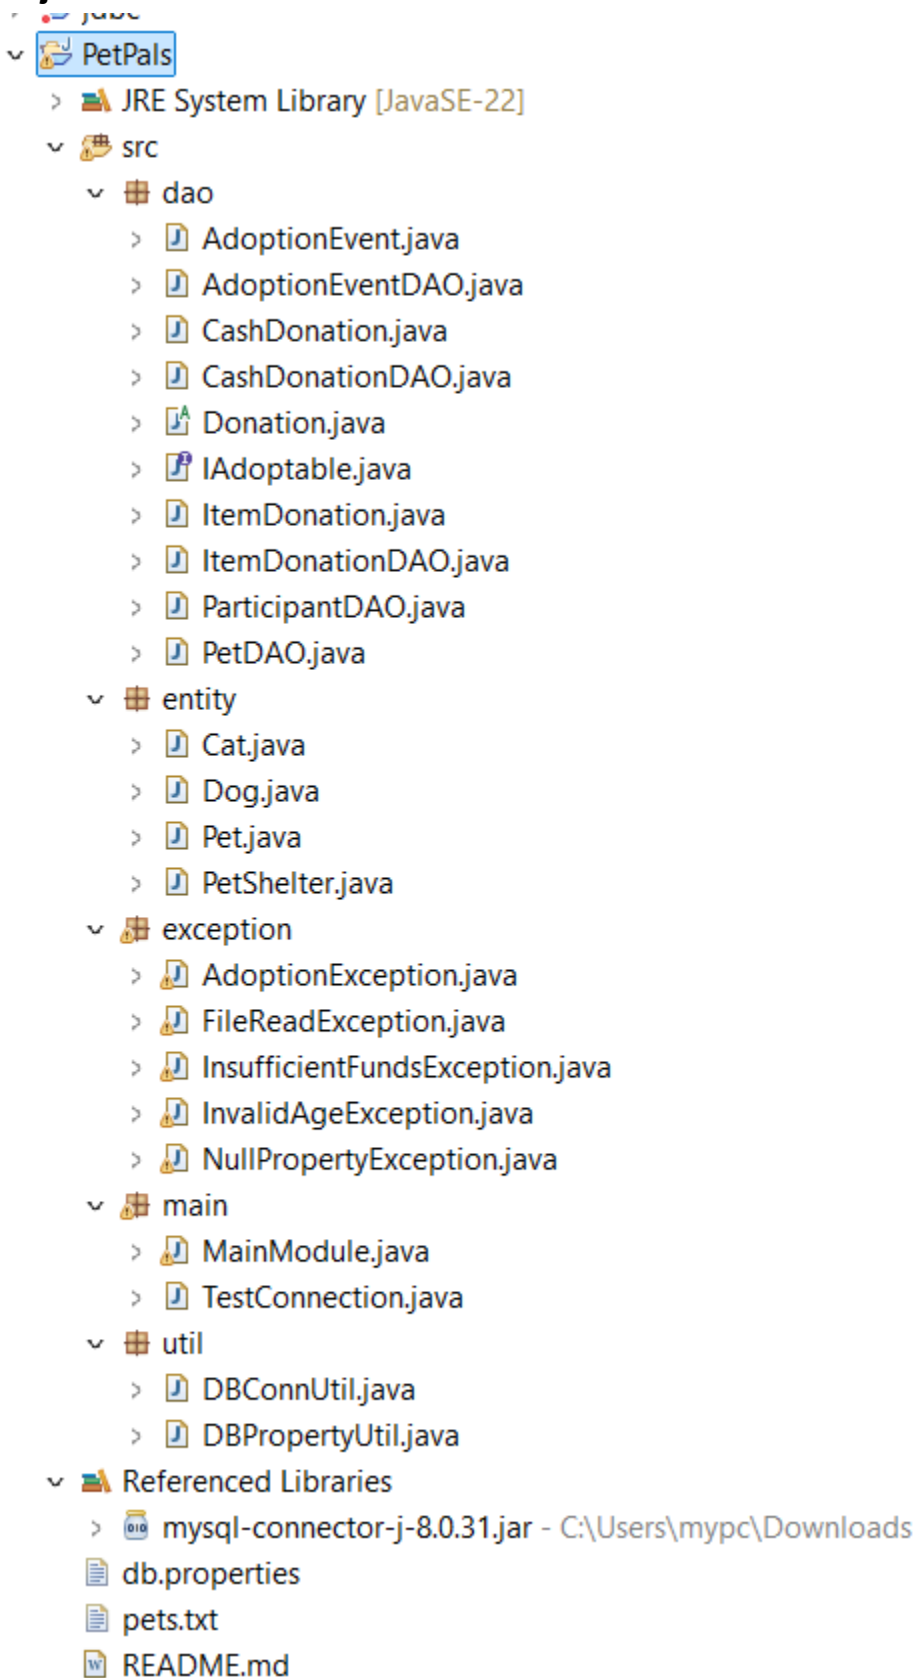 PetPals
JRE System Library [JavaSE-22]
src
dao
AdoptionEvent.java
AdoptionEventDAO.java
CashDonation.java
CashDonationDAO.java
Donation.java
IAdoptable.java
ItemDonation.java
ItemDonationDAO.java
ParticipantDAO.java
PetDAO.java
entity
Cat.java
Dog.java
Pet.java
PetShelter.java
exception
AdoptionException.java
FileReadException.java
InsufficientFundsException.java
InvalidAgeException.java
NullPropertyException.java
main
MainModule.java
TestConnection.java
util
DBConnUtil.java
DBPropertyUtil.java
Referenced Libraries
mysql-connector-j-8.0.31.jar - C:\Users\mypc\Downloads
db.properties
pets.txt
README.md